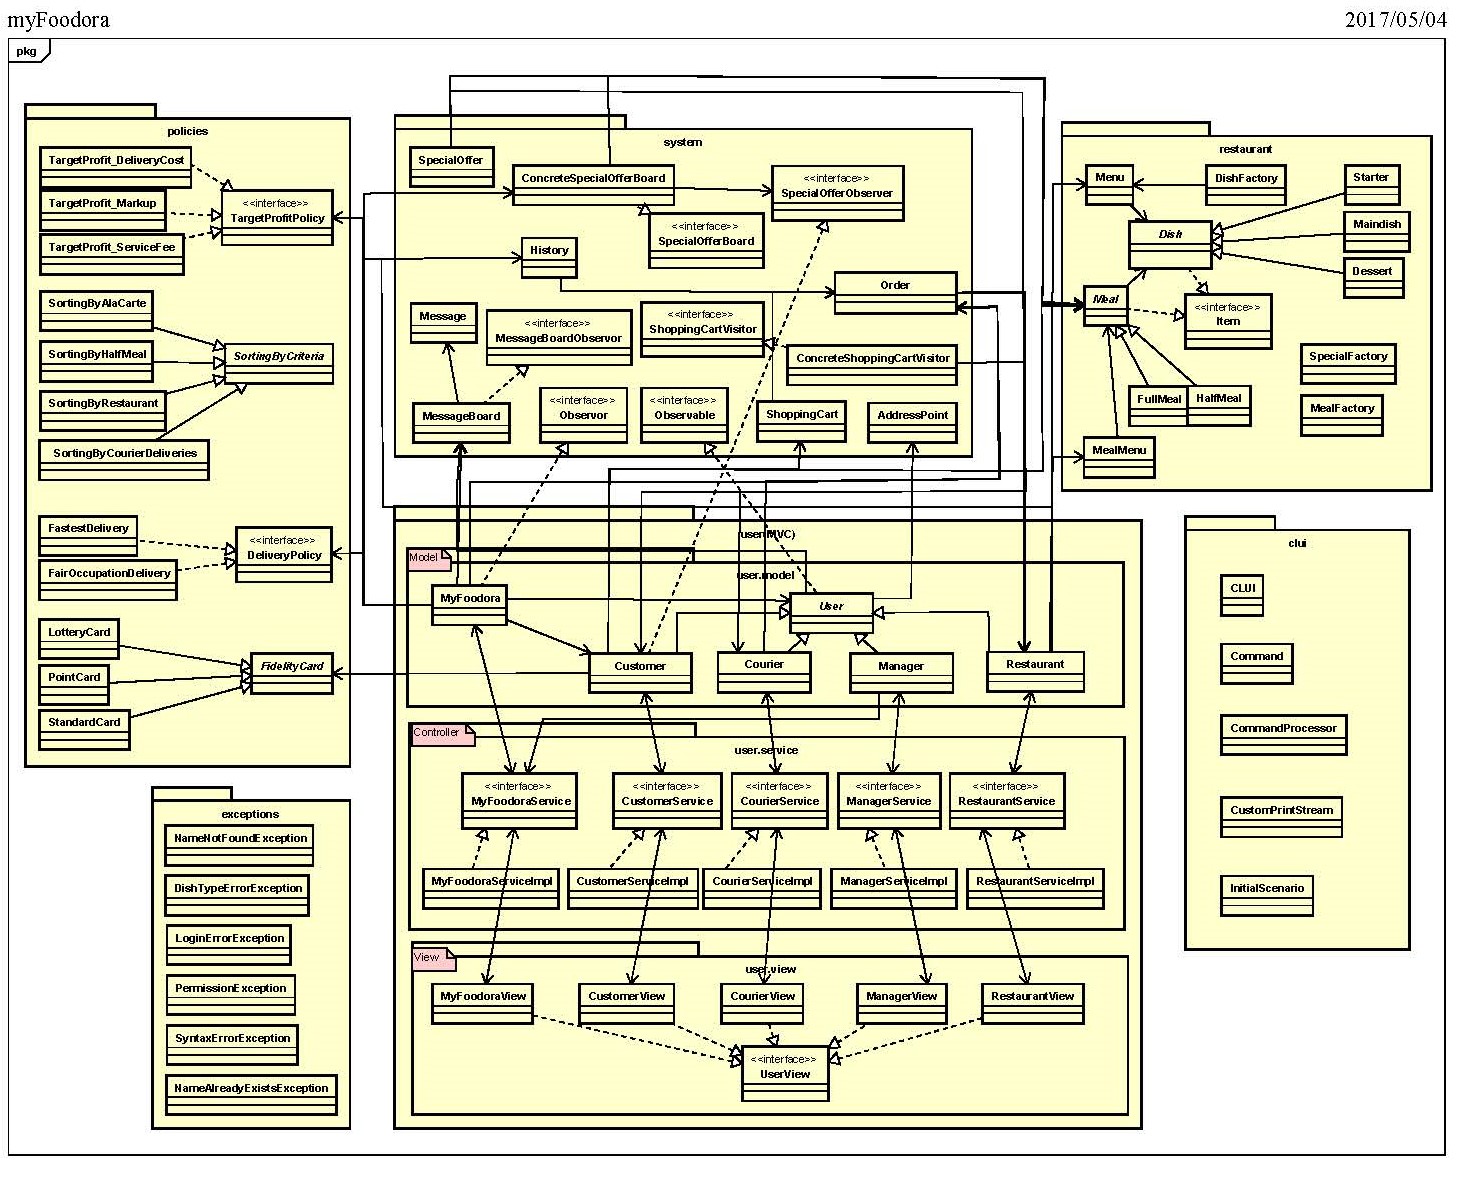 myFoodora
2017/05/04
pkg
policies
TargetProfit_DeliveryCost
TargetProfit_Markup
TargetProfit_ServiceFee
<<interface>>
TargetProfitPolicy
SortingByAlaCarte
SortingByHalfMeal
SortingByRestaurant
SortingByCourierDeliveries
SortingByCriteria
FastestDelivery
FairOccupationDelivery
<<interface>>
DeliveryPolicy
LotteryCard
PointCard
StandardCard
FidelityCard
exceptions
NameNotFoundException
DishTypeErrorException
LoginErrorException
PermissionException
SyntaxErrorException
NameAlreadyExistsException
system
SpecialOffer
ConcreteSpecialOfferBoard
<<interface>>
SpecialOfferObserver
<<interface>>
SpecialOfferBoard
History
Order
Message
<<interface>>
MessageBoardObservor
<<interface>>
ShoppingCartVisitor
ConcreteShoppingCartVisitor
MessageBoard
<<interface>>
Observor
<<interface>>
Observable
ShoppingCart
AddressPoint
restaurant
Menu
DishFactory
Starter
Maindish
Dessert
Dish
Meal
<<interface>>
Item
SpecialFactory
FullMeal
HalfMeal
MealFactory
MealMenu
user(MVC)
Model
user.model
MyFoodora
User
Customer
Courier
Manager
Restaurant
Controller
user.service
<<interface>>
MyFoodoraService
<<interface>>
CustomerService
<<interface>>
CourierService
<<interface>>
ManagerService
<<interface>>
RestaurantService
MyFoodoraServiceImpl
CustomerServiceImpl
CourierServiceImpl
ManagerServiceImpl
RestaurantServiceImpl
View
user.view
MyFoodoraView
CustomerView
CourierView
ManagerView
RestaurantView
<<interface>>
UserView
clui
CLUI
Command
CommandProcessor
CustomPrintStream
InitialScenario